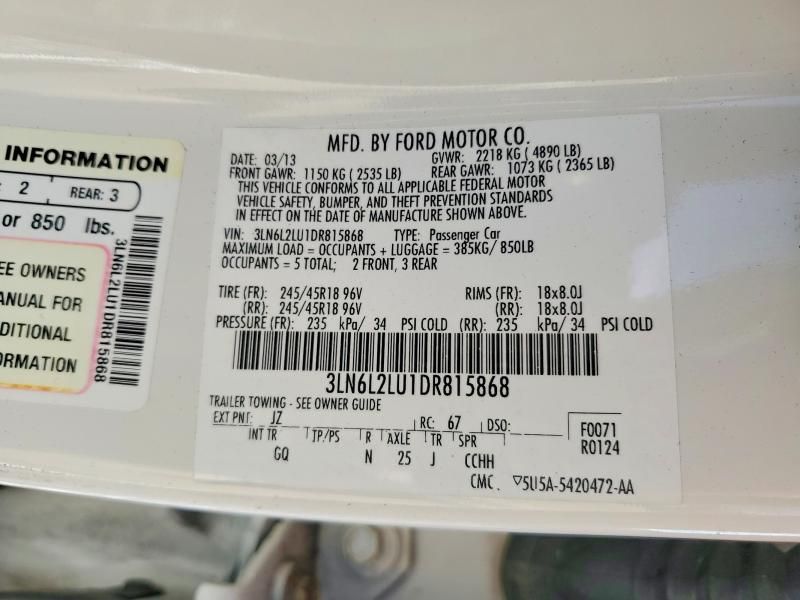 INFORMATION
2 REAR: 3
or 850 lbs.
EE OWNERS
ANUAL FOR
DITIONAL
ORMATION
3LN6L2LU1DR815868
MFD. BY FORD MOTOR CO.
DATE: 03/13 GVWR: 2218 KG ( 4890 LB)
FRONT GAWR: 1150 KG ( 2535 LB) REAR GAWR: 1073 KG ( 2365 LB)
THIS VEHICLE CONFORMS TO ALL APPLICABLE FEDERAL MOTOR
VEHICLE SAFETY, BUMPER, AND THEFT PREVENTION STANDARDS
IN EFFECT ON THE DATE OF MANUFACTURE SHOWN ABOVE.
VIN: 3LN6L2LU1DR815868 TYPE: Passenger Car
MAXIMUM LOAD = OCCUPANTS + LUGGAGE = 385KG/ 850LB
OCCUPANTS = 5 TOTAL; 2 FRONT, 3 REAR
TIRE (FR): 245/45R18 96V RIMS (FR): 18x8.0J
(RR): 245/45R18 96V (RR): 18x8.0J
PRESSURE (FR): 235 kPa/ 34 PSI COLD (RR): 235 kPa/ 34 PSI COLD
3LN6L2LU1DR815868
TRAILER TOWING - SEE OWNER GUIDE
EXT PNT: JZ RC: 67 DSO: F0071
INT TR TP/PS R AXLE TR SPR R0124
GQ N 25 J CCHH
CMC. ▽5U5A-5420472-AA